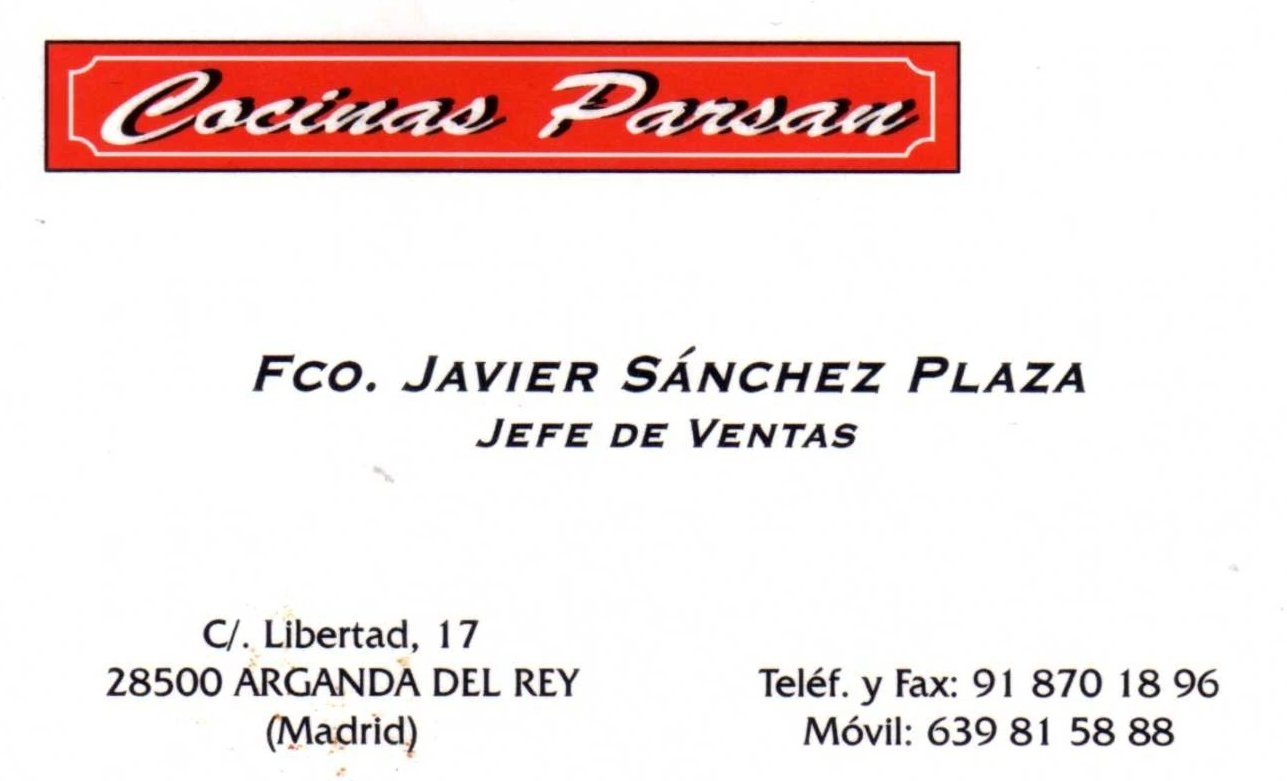 Cocinas Parsan
FCO. JAVIER SÁNCHEZ PLAZA
JEFE DE VENTAS
C/. Libertad, 17
28500 ARGANDA DEL REY
(Madrid)
Teléf. y Fax: 91 870 18 96
Móvil: 639 81 58 88